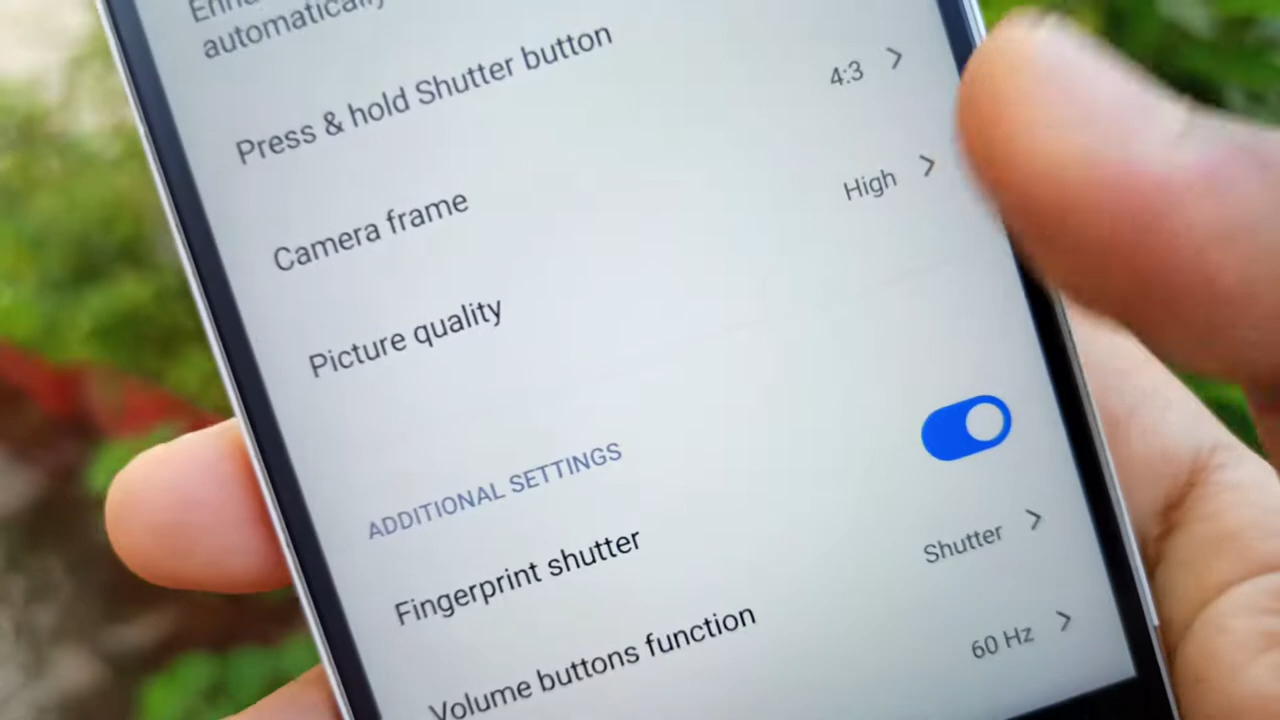 automatically
Press & hold Shutter button
Camera frame 4:3
Picture quality High
ADDITIONAL SETTINGS
Fingerprint shutter
Volume buttons function Shutter
60 Hz